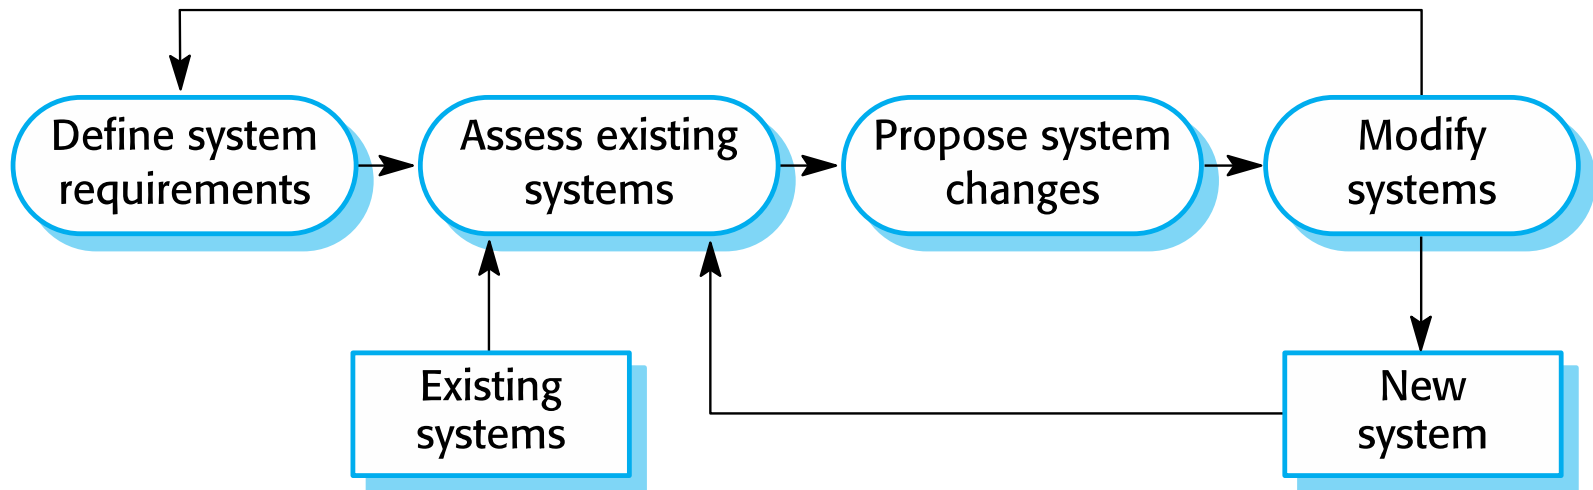 Define system
requirements
Assess existing
systems
Propose system
changes
Modify
systems
Existing
systems
New
system